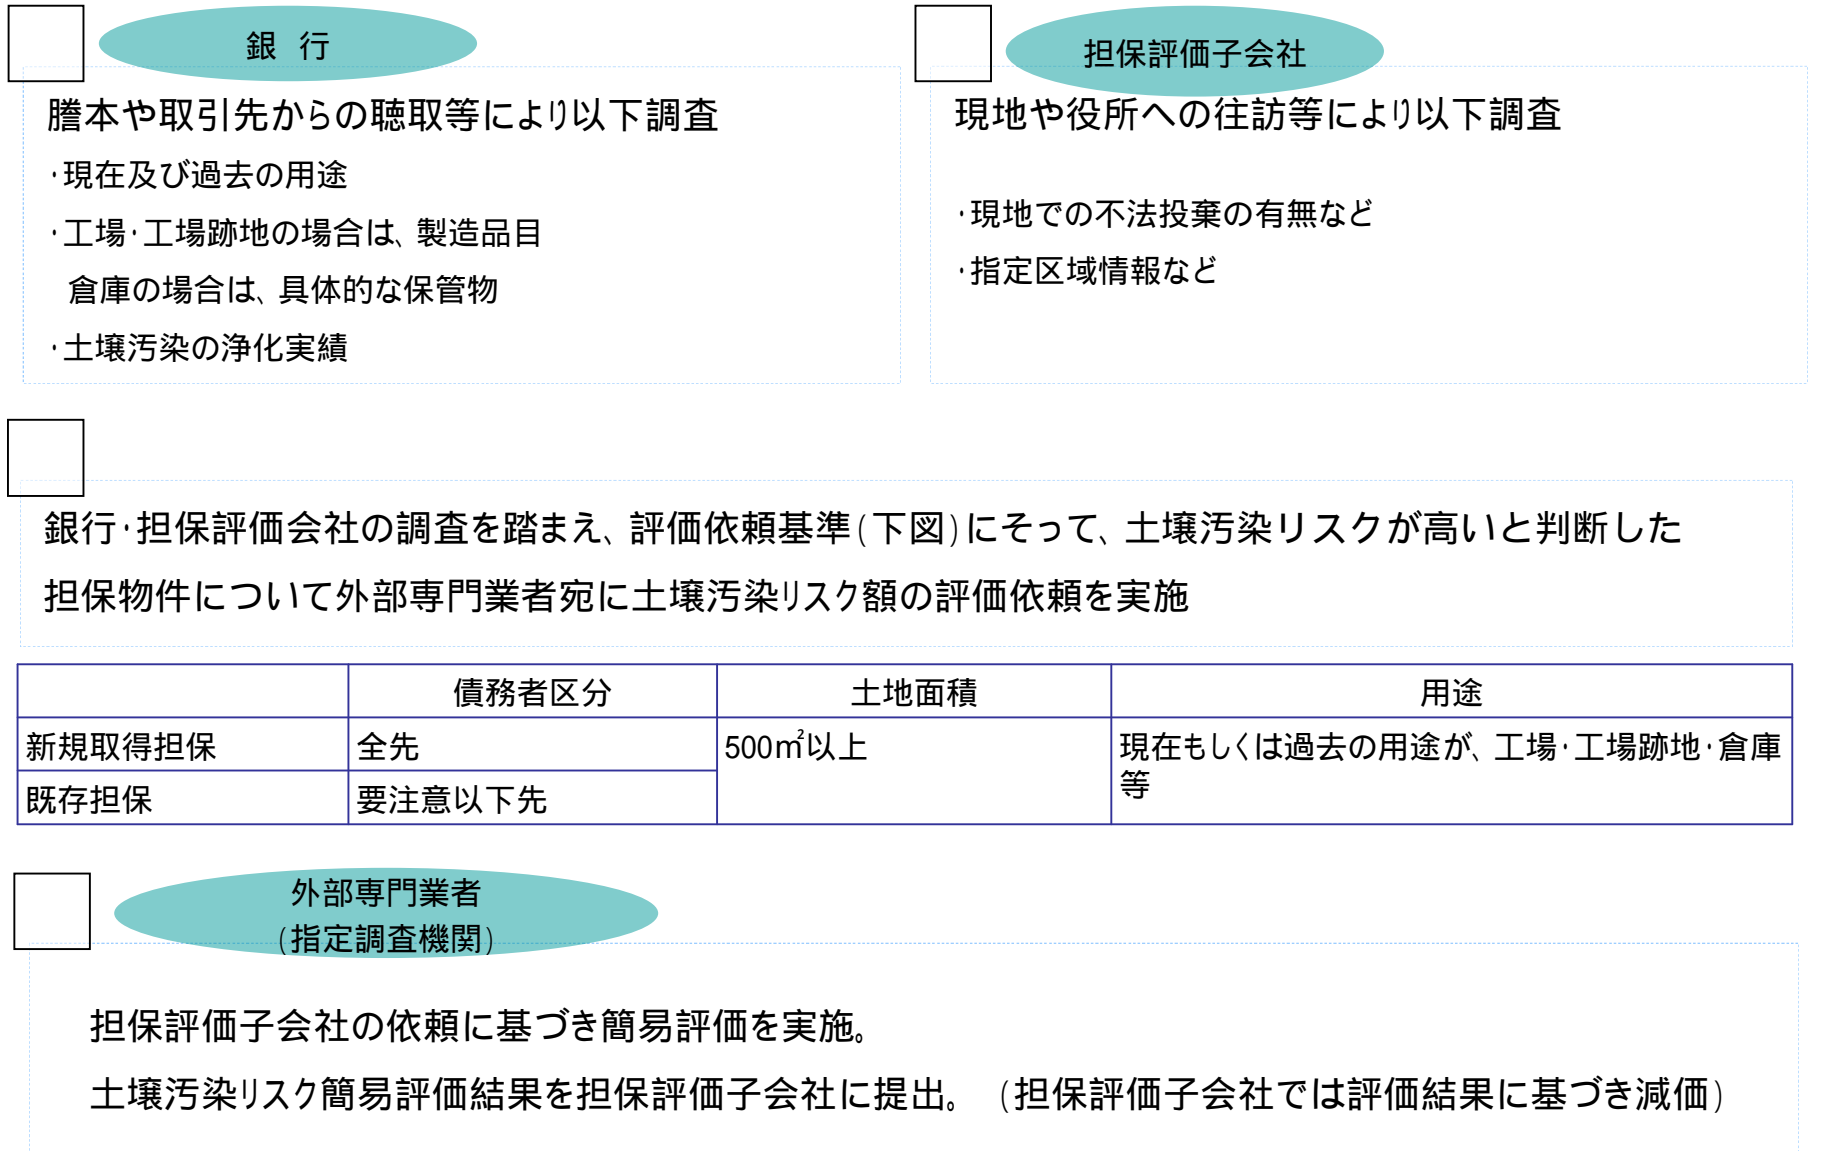 銀 行
謄本や取引先からの聴取等により以下調査
・現在及び過去の用途
・工場・工場跡地の場合は、製造品目
倉庫の場合は、具体的な保管物
・土壌汚染の浄化実績
担保評価子会社
現地や役所への往訪等により以下調査
・現地での不法投棄の有無など
・指定区域情報など
銀行・担保評価会社の調査を踏まえ、評価依頼基準(下図)にそって、土壌汚染リスクが高いと判断した
担保物件について外部専門業者宛に土壌汚染リスク額の評価依頼を実施
債務者区分 土地面積 用途
新規取得担保 全先 500㎡以上 現在もしくは過去の用途が、工場・工場跡地・倉庫
等
既存担保 要注意以下先
外部専門業者
(指定調査機関)
担保評価子会社の依頼に基づき簡易評価を実施。
土壌汚染リスク簡易評価結果を担保評価子会社に提出。 (担保評価子会社では評価結果に基づき減価)